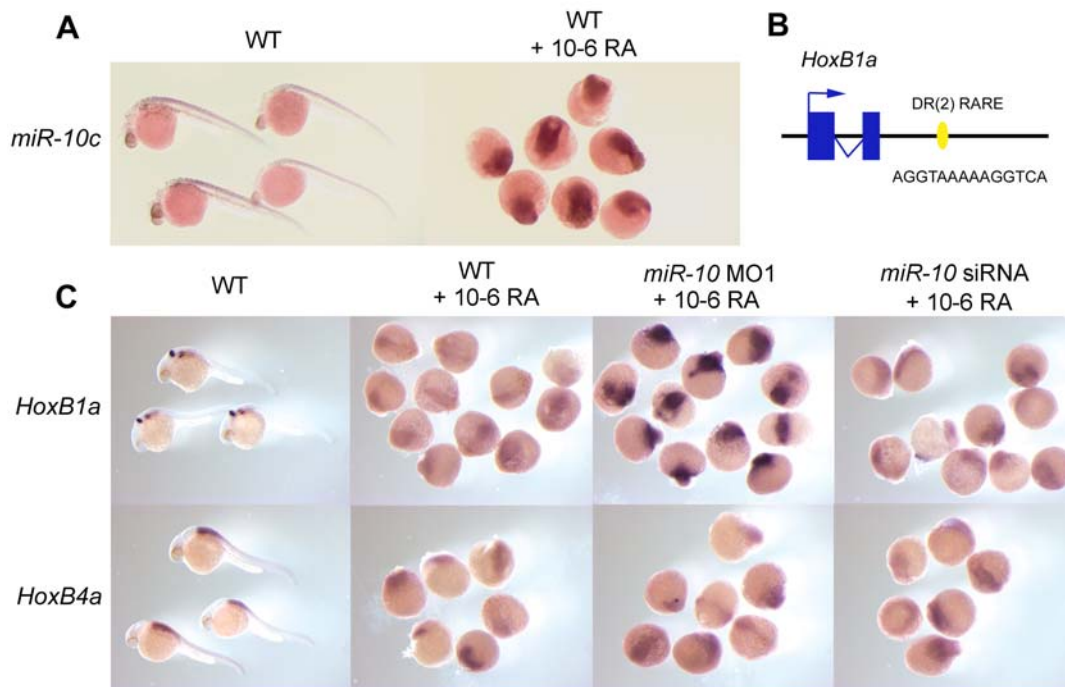 A
WT
WT
+ 10-6 RA
miR-10c
B
HoxB1a
DR(2) RARE
AGGTAAAAAGGTCA
C
WT
WT
+ 10-6 RA
miR-10 MO1
+ 10-6 RA
miR-10 siRNA
+ 10-6 RA
HoxB1a
HoxB4a